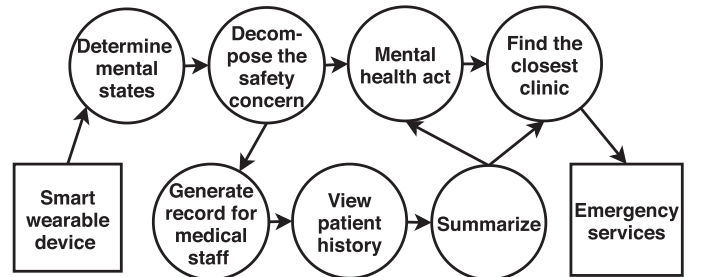 Determine
mental
states
Decom-
pose the
safety
concern
Mental
health act
Find the
closest
clinic
Smart
wearable
device
Generate
record for
medical
staff
View
patient
history
Summarize
Emergency
services